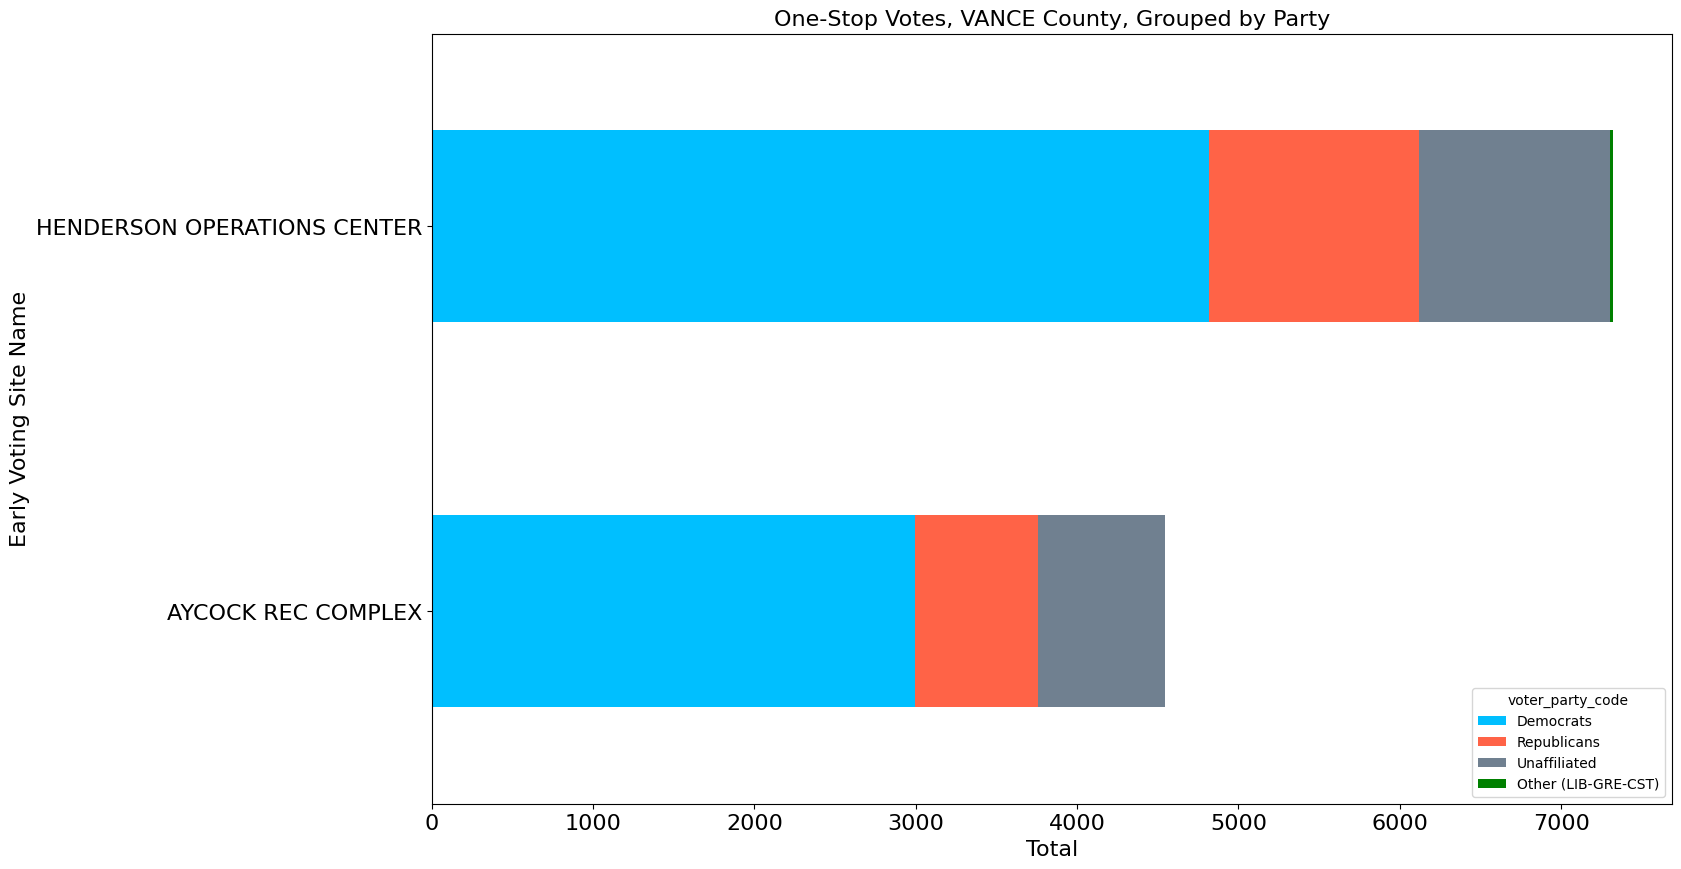 One-Stop Votes, VANCE County, Grouped by Party
Early Voting Site Name
HENDERSON OPERATIONS CENTER
AYCOCK REC COMPLEX
voter_party_code
Democrats
Republicans
Unaffiliated
Other (LIB-GRE-CST)
0 1000 2000 3000 4000 5000 6000 7000
Total